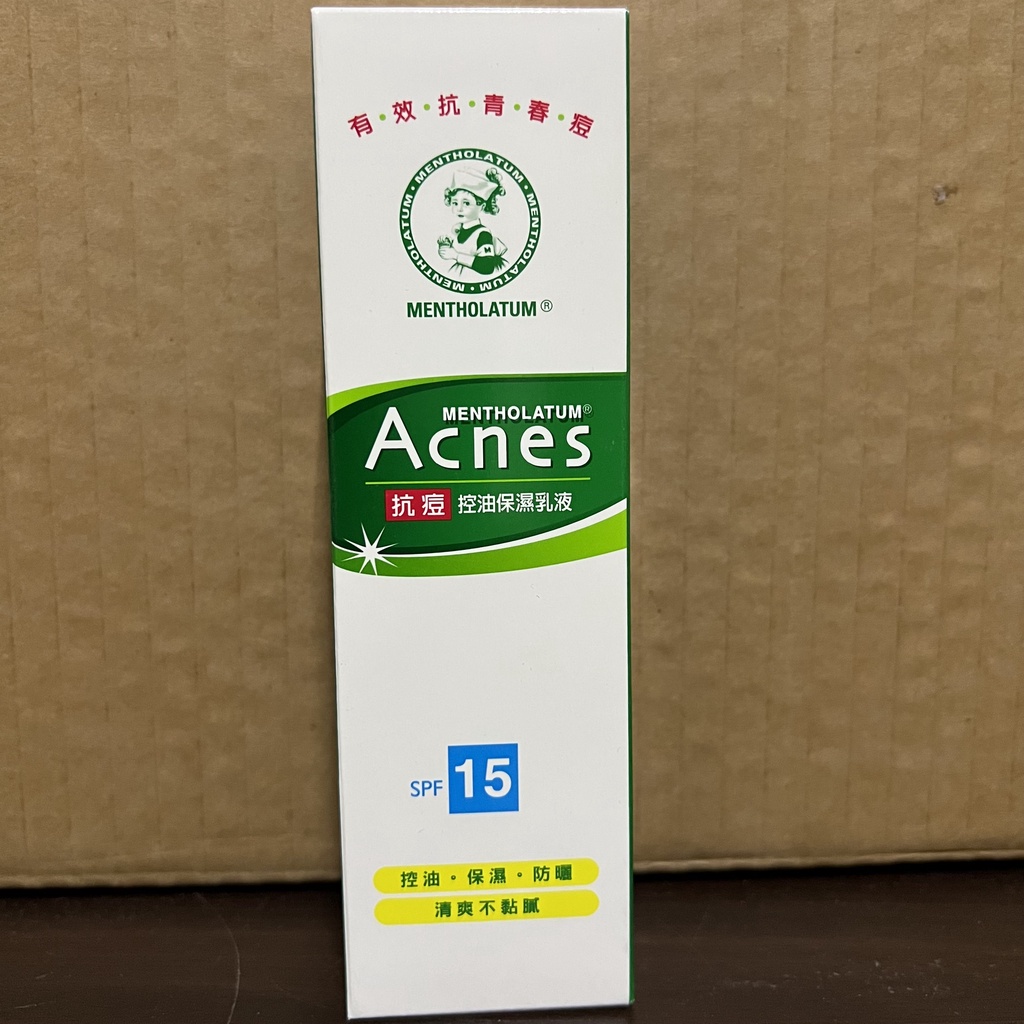 有·效·抗·青·春·痘
MENTHOLATUM · MENTHOLATUM · MENTHOLATUM · MENTHOLATUM ·
M
MENTHOLATUM®
MENTHOLATUM®
Acnes
抗痘 控油保濕乳液
SPF 15
控油。保濕。防曬
清爽不黏膩